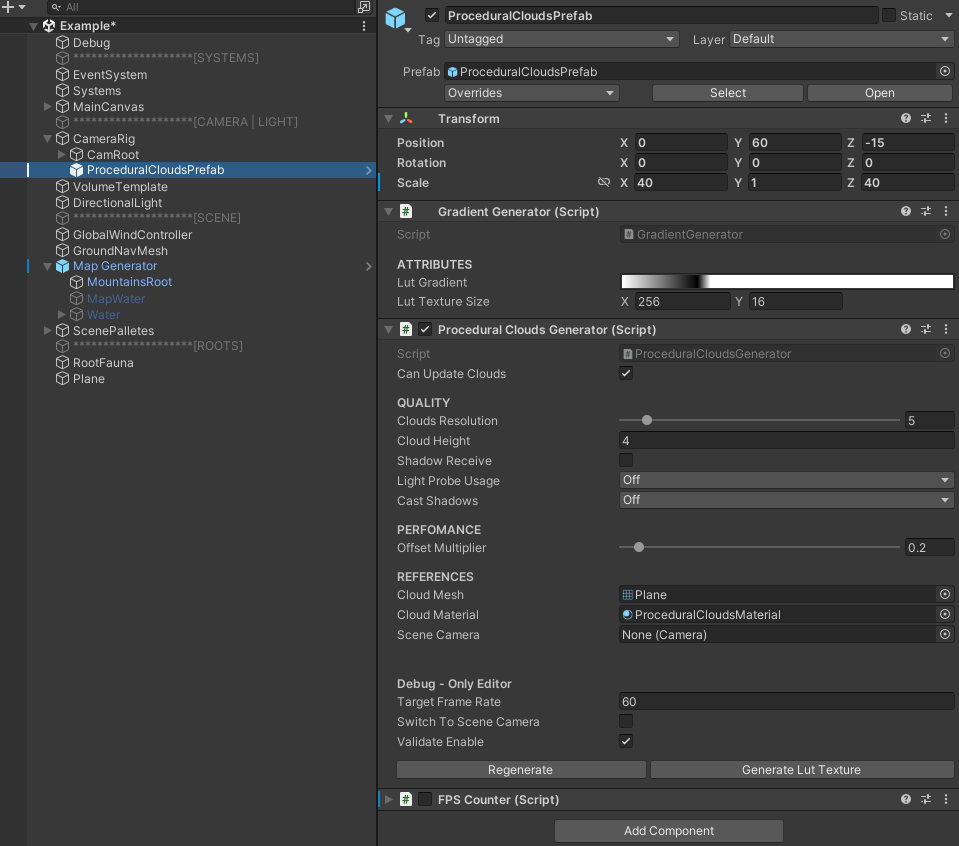 All
Example*
Debug
********************[SYSTEMS]
EventSystem
Systems
MainCanvas
********************[CAMERA | LIGHT]
CameraRig
CamRoot
ProceduralCloudsPrefab
VolumeTemplate
DirectionalLight
********************[SCENE]
GlobalWindController
GroundNavMesh
Map Generator
MountainsRoot
MapWater
Water
ScenePalletes
********************[ROOTS]
RootFauna
Plane
ProceduralCloudsPrefab Static
Tag Untagged Layer Default
Prefab ProceduralCloudsPrefab
Overrides Select Open
Transform
Position X 0 Y 60 Z -15
Rotation X 0 Y 0 Z 0
Scale X 40 Y 1 Z 40
# Gradient Generator (Script)
Script # GradientGenerator
ATTRIBUTES
Lut Gradient
Lut Texture Size X 256 Y 16
# Procedural Clouds Generator (Script)
Script # ProceduralCloudsGenerator
Can Update Clouds
QUALITY
Clouds Resolution 5
Cloud Height 4
Shadow Receive
Light Probe Usage Off
Cast Shadows Off
PERFOMANCE
Offset Multiplier 0.2
REFERENCES
Cloud Mesh Plane
Cloud Material ProceduralCloudsMaterial
Scene Camera None (Camera)
Debug - Only Editor
Target Frame Rate 60
Switch To Scene Camera
Validate Enable
Regenerate Generate Lut Texture
# FPS Counter (Script)
Add Component